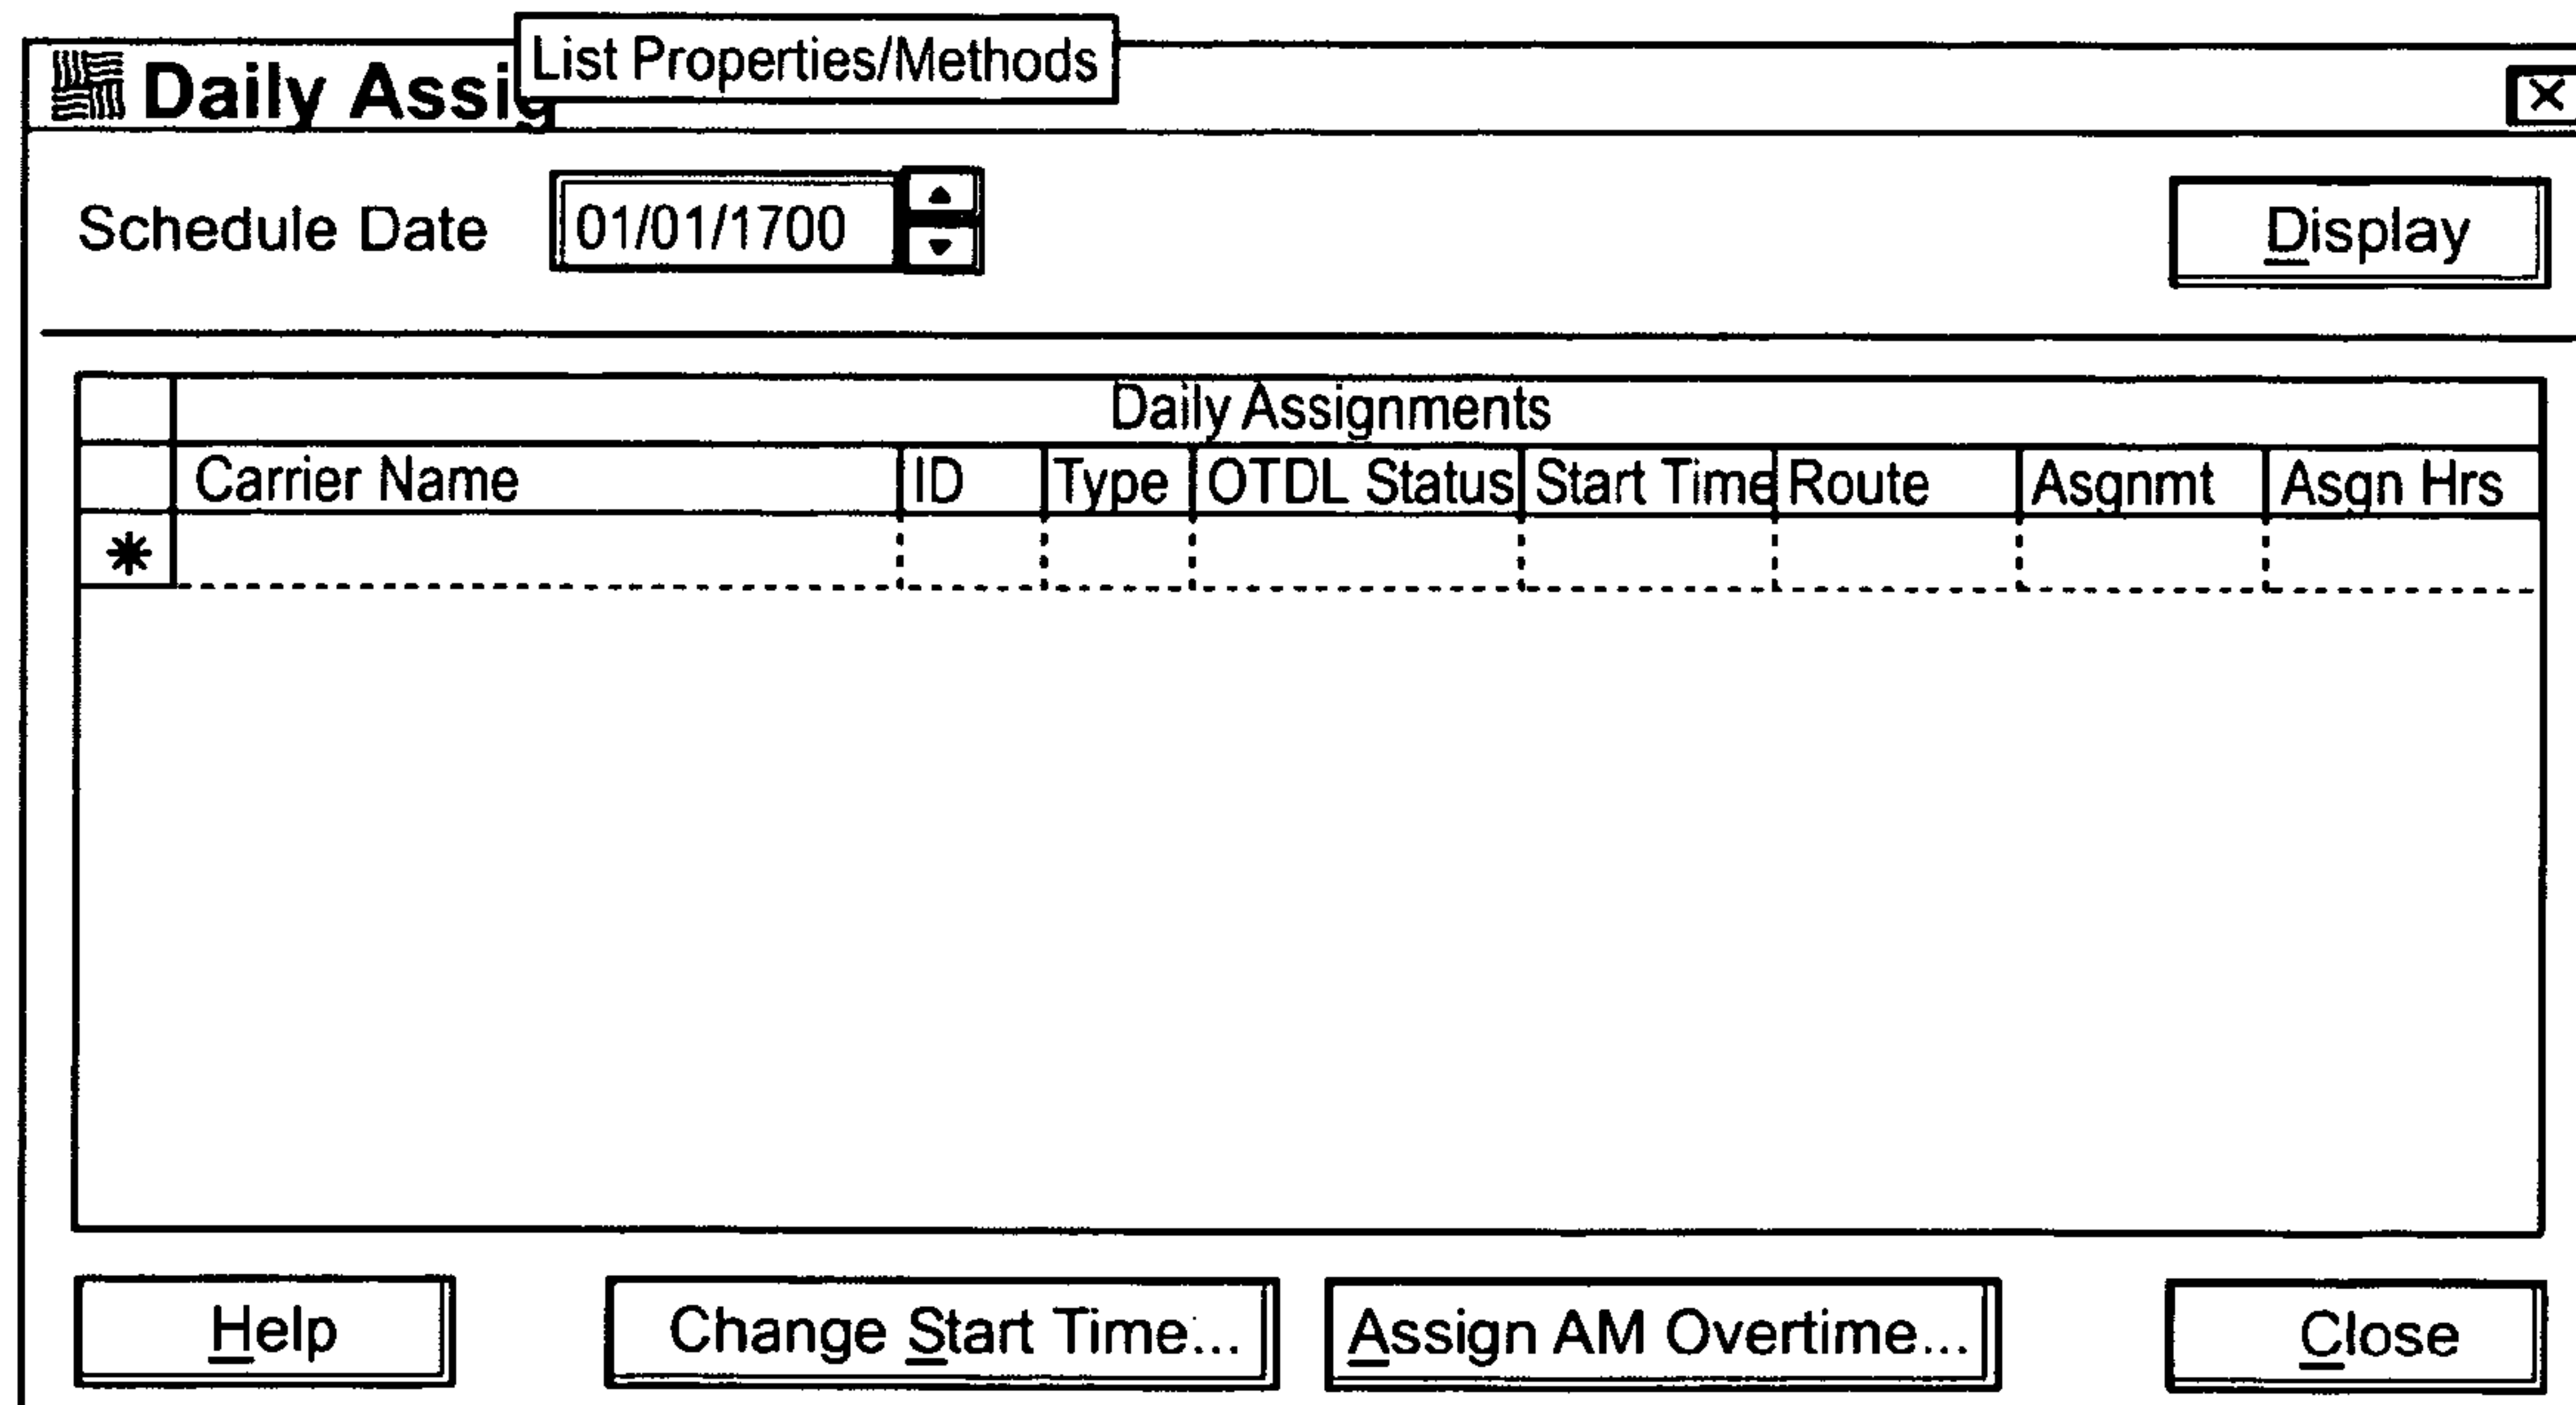 List Properties/Methods
Daily Assig
Schedule Date 01/01/1700 Display
Daily Assignments
Carrier Name ID Type OTDL Status Start Time Route Asgnmt Asgn Hrs
*
Help Change Start Time... Assign AM Overtime... Close